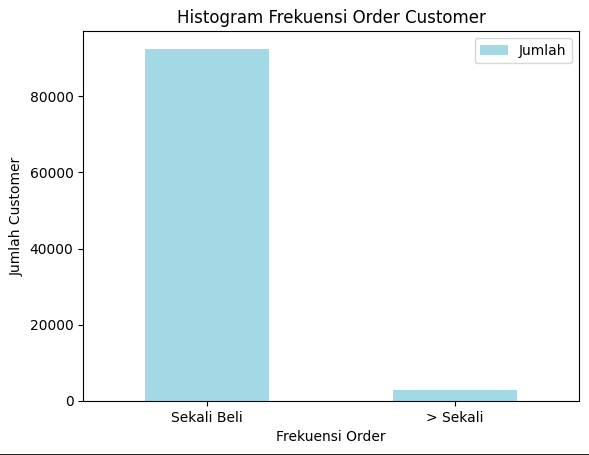 Histogram Frekuensi Order Customer
Jumlah
80000
60000
40000
20000
0
Jumlah Customer
Sekali Beli
> Sekali
Frekuensi Order